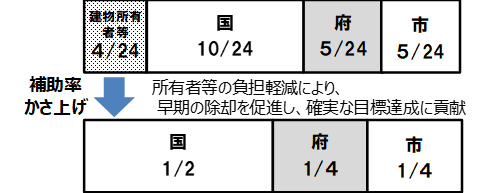 建物所有
者等
4/24
国
10/24
府
5/24
市
5/24
補助率
かさ上げ
所有者等の負担軽減により、
早期の除却を促進し、確実な目標達成に貢献
国
1/2
府
1/4
市
1/4